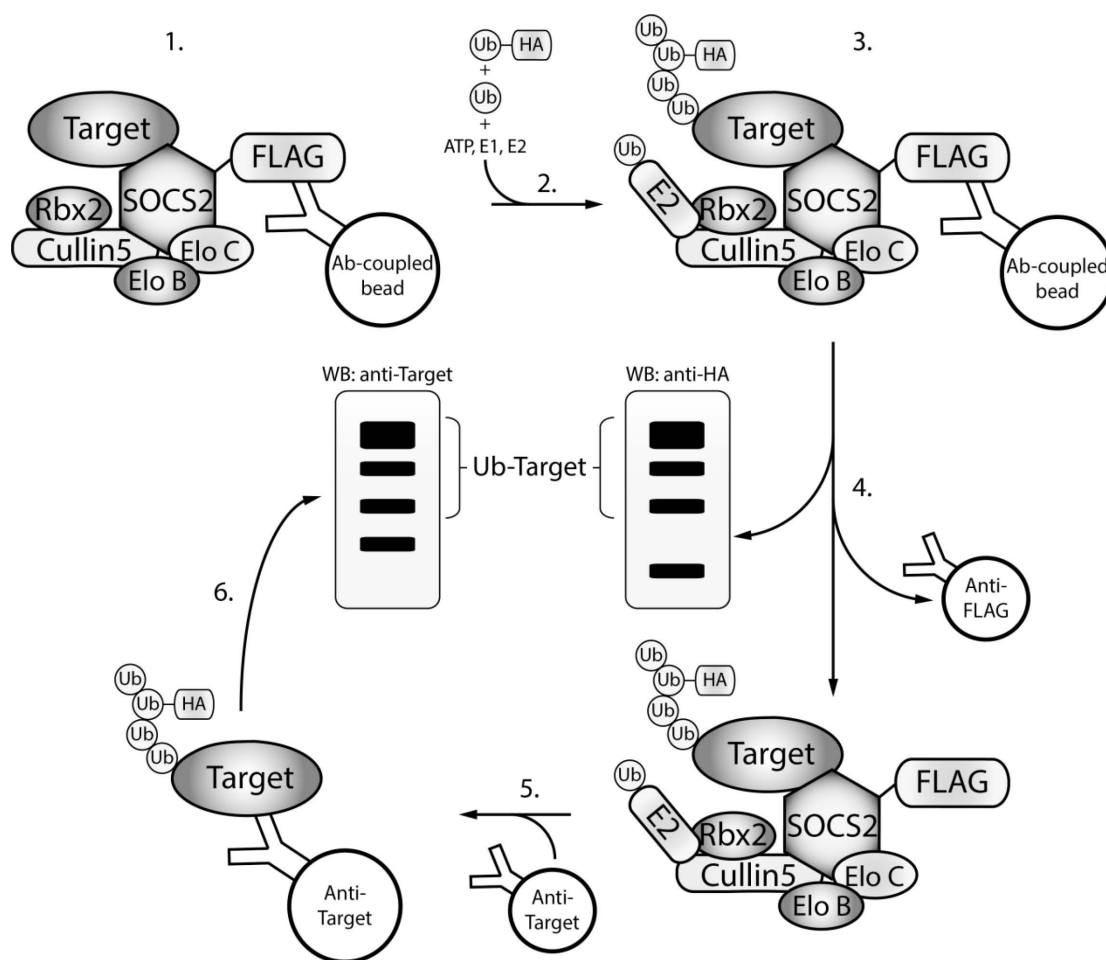 1.
Target
FLAG
SOCS2
Rbx2
Cullin5
Elo C
Elo B
Ab-coupled
bead
Ub
HA
+
Ub
+
ATP, E1, E2
2.
3.
Ub
Ub
HA
Ub
Ub
Target
FLAG
Ub
E2
Rbx2
SOCS2
Cullin5
Elo C
Elo B
Ab-coupled
bead
WB: anti-Target
WB: anti-HA
Ub-Target
4.
Anti-
FLAG
Ub
Ub
HA
Ub
Ub
Target
FLAG
Ub
E2
Rbx2
SOCS2
Cullin5
Elo C
Elo B
5.
Anti-
Target
6.
Ub
Ub
HA
Ub
Ub
Target
Anti-
Target